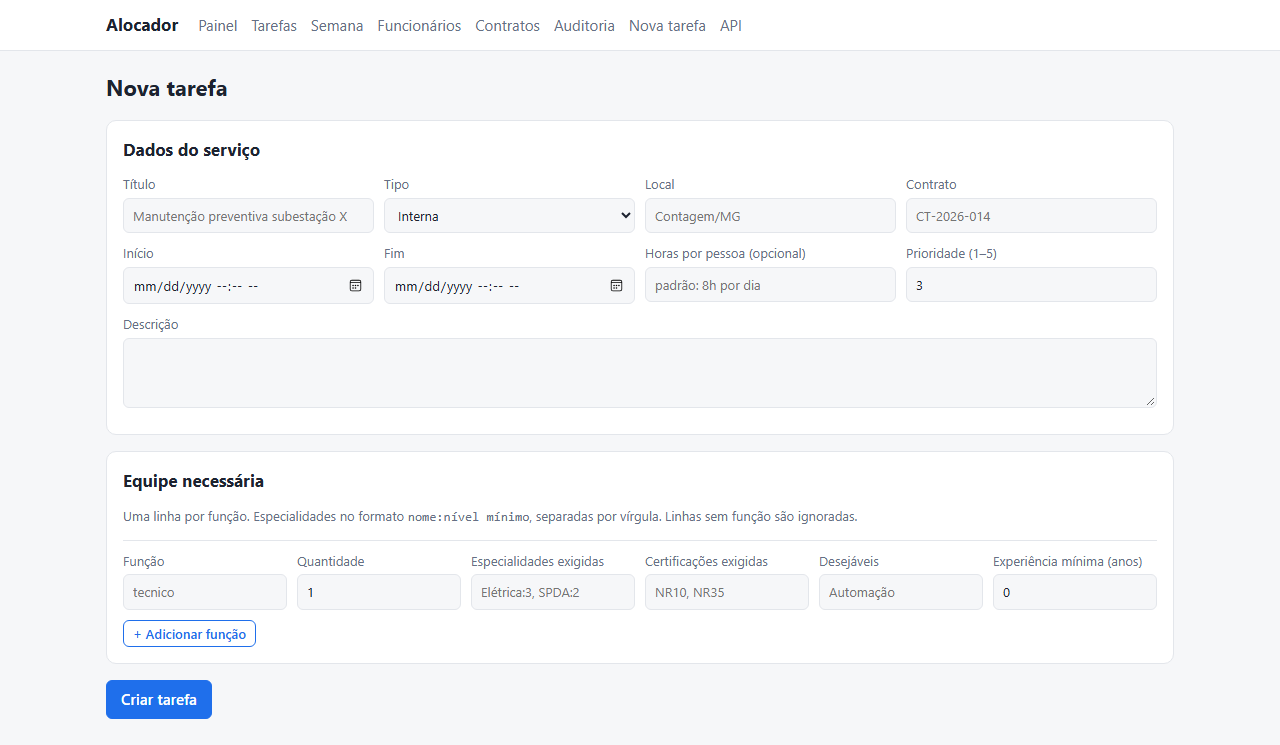 Alocador Painel Tarefas Semana Funcionários Contratos Auditoria Nova tarefa API
Nova tarefa
Dados do serviço
Título Tipo Local Contrato
Manutenção preventiva subestação X Interna Contagem/MG CT-2026-014
Início Fim Horas por pessoa (opcional) Prioridade (1–5)
mm/dd/yyyy --:-- -- mm/dd/yyyy --:-- -- padrão: 8h por dia 3
Descrição
Equipe necessária
Uma linha por função. Especialidades no formato nome:nível mínimo, separadas por vírgula. Linhas sem função são ignoradas.
Função Quantidade Especialidades exigidas Certificações exigidas Desejáveis Experiência mínima (anos)
tecnico 1 Elétrica:3, SPDA:2 NR10, NR35 Automação 0
+ Adicionar função
Criar tarefa